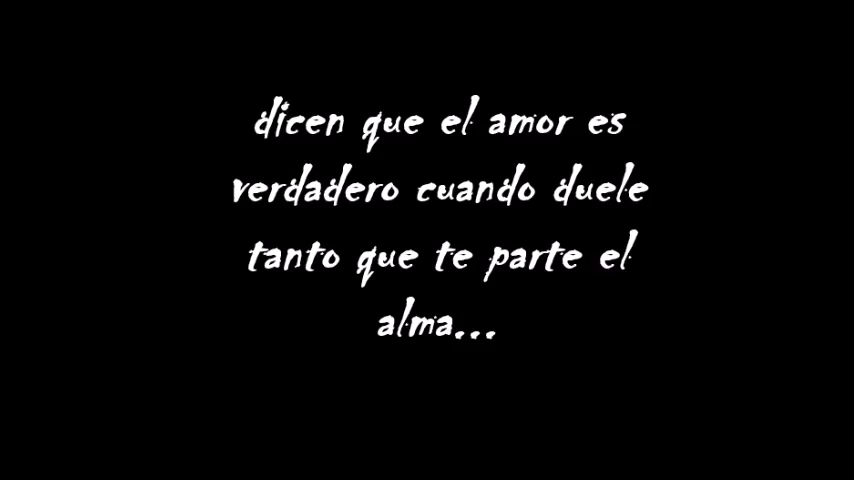 dicen que el amor es
verdadero cuando duele
tanto que te parte el
alma...